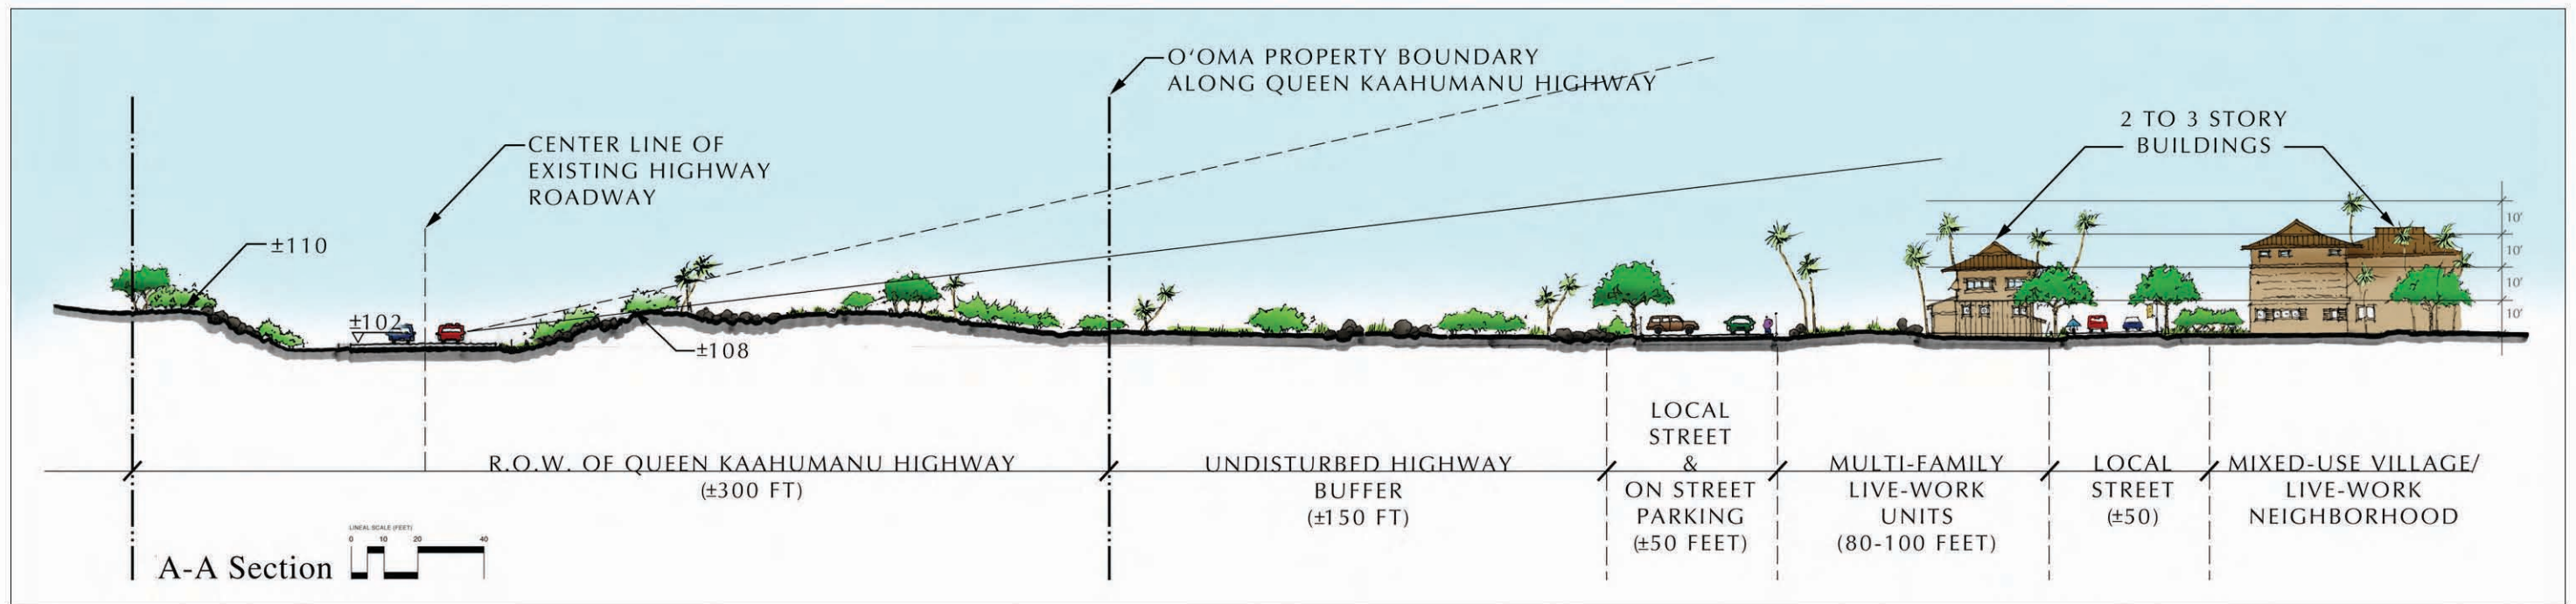 O'OMA PROPERTY BOUNDARY
ALONG QUEEN KAAHUMANU HIGHWAY
2 TO 3 STORY
BUILDINGS
CENTER LINE OF
EXISTING HIGHWAY
ROADWAY
±110
±102
±108
10'
10'
10'
10'
R.O.W. OF QUEEN KAAHUMANU HIGHWAY
(±300 FT)
UNDISTURBED HIGHWAY
BUFFER
(±150 FT)
LOCAL
STREET
&
ON STREET
PARKING
(±50 FEET)
MULTI-FAMILY
LIVE-WORK
UNITS
(80-100 FEET)
LOCAL
STREET
(±50)
MIXED-USE VILLAGE/
LIVE-WORK
NEIGHBORHOOD
A-A Section
LINEAL SCALE (FEET)
0 10 20 40